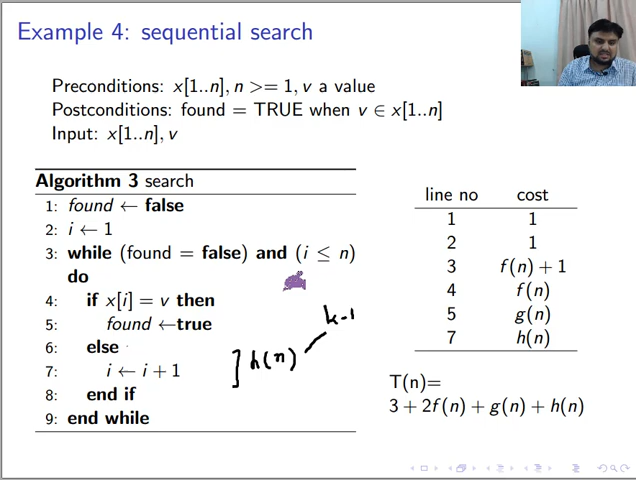 Example 4: sequential search
Preconditions: x[1..n], n >= 1, v a value
Postconditions: found = TRUE when v ∈ x[1..n]
Input: x[1..n], v
Algorithm 3 search
1: found ← false
2: i ← 1
3: while (found = false) and (i ≤ n)
do
4: if x[i] = v then
5: found ←true
6: else
7: i ← i + 1
8: end if
9: end while
] h(n)
k-1
line no cost
1 1
2 1
3 f(n) + 1
4 f(n)
5 g(n)
7 h(n)
T(n)=
3 + 2f(n) + g(n) + h(n)